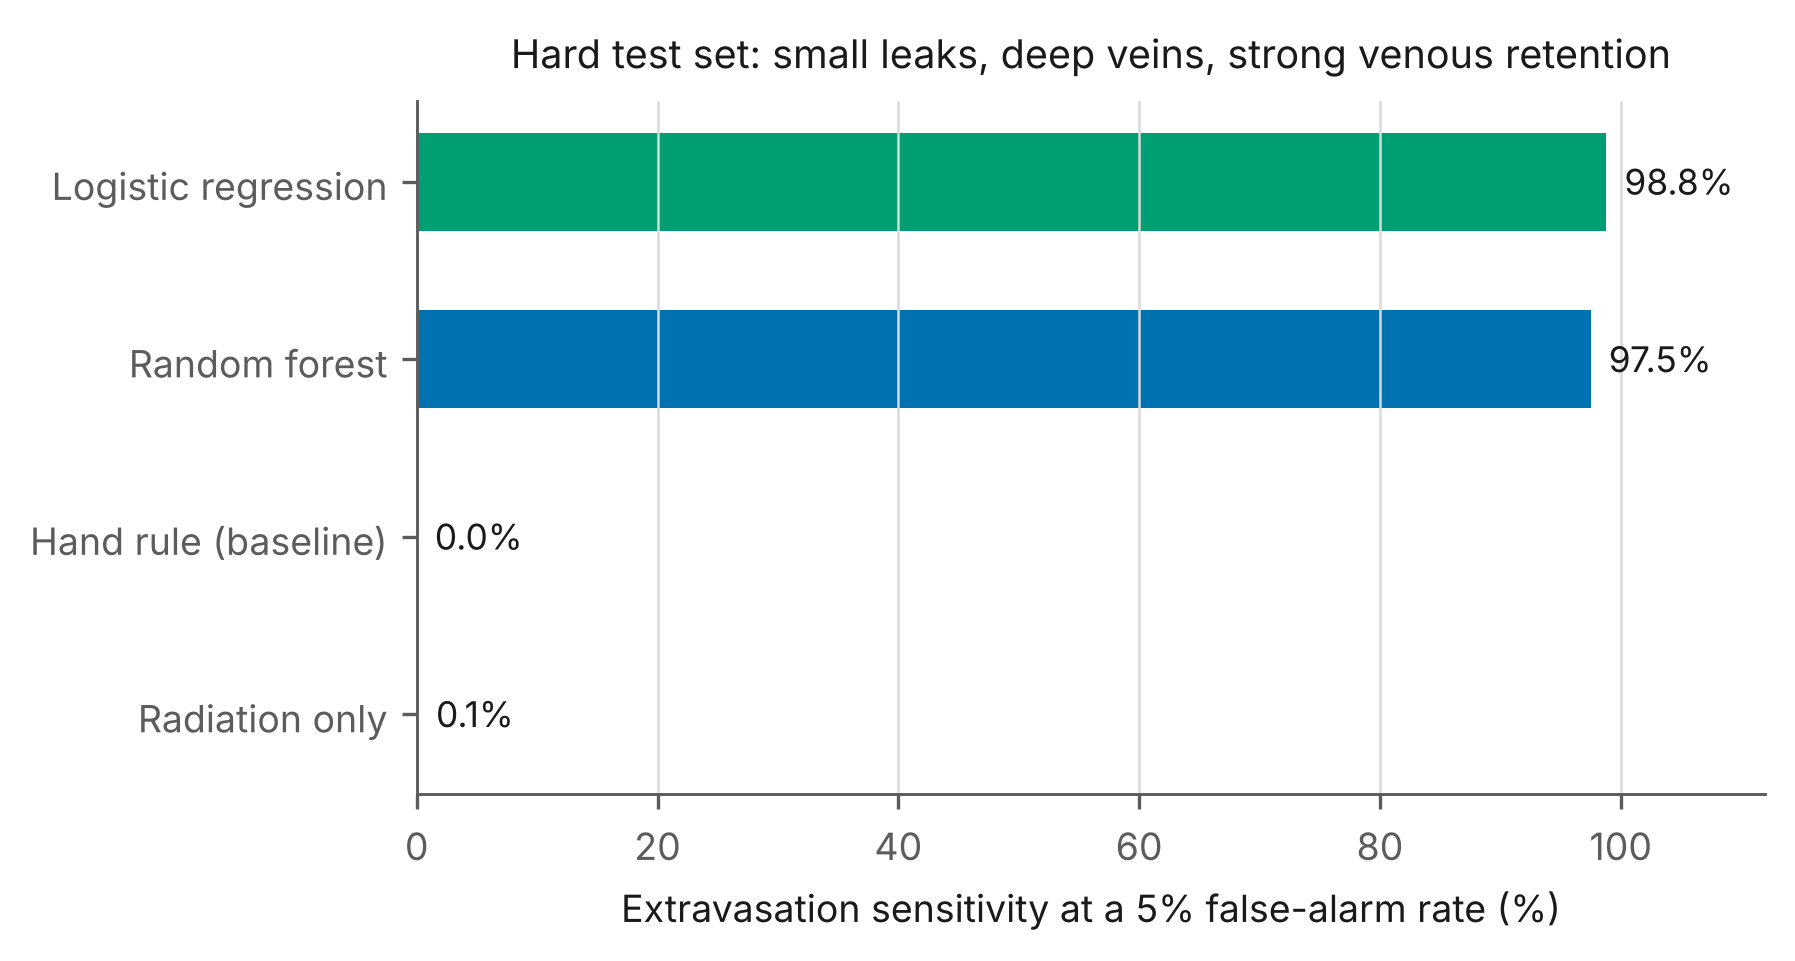 Hard test set: small leaks, deep veins, strong venous retention
Logistic regression
98.8%
Random forest
97.5%
Hand rule (baseline)
0.0%
Radiation only
0.1%
0 20 40 60 80 100
Extravasation sensitivity at a 5% false-alarm rate (%)